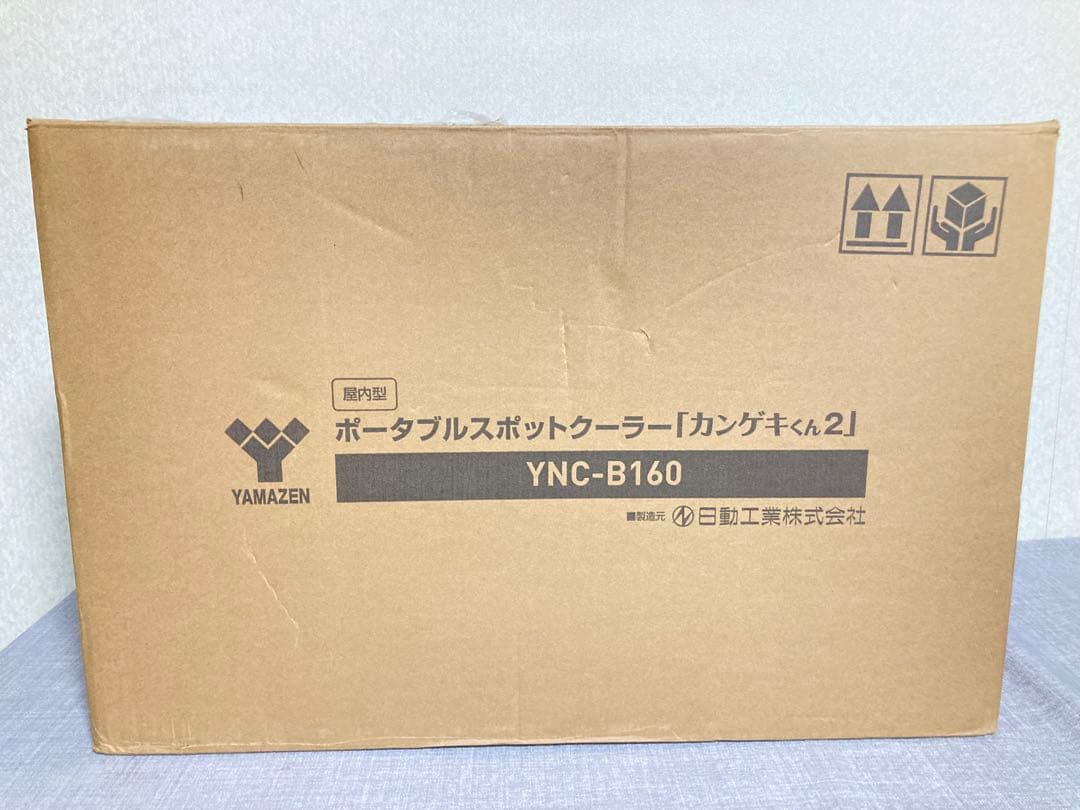 屋内型
ポータブルスポットクーラー「カンゲキくん2」
YAMAZEN
YNC-B160
■製造元 日動工業株式会社